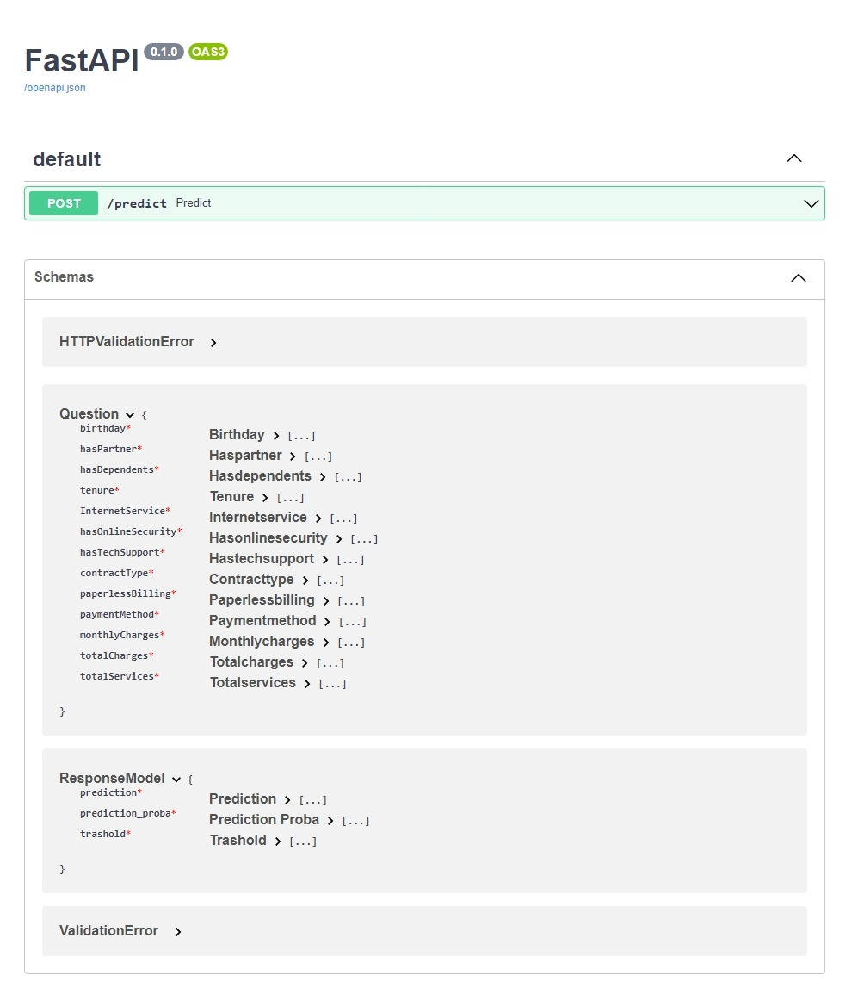 FastAPI 0.1.0 OAS3
/openapi.json
default
POST /predict Predict
Schemas
HTTPValidationError
Question {
birthday* Birthday [...]
hasPartner* Haspartner [...]
hasDependents* Hasdependents [...]
tenure* Tenure [...]
InternetService* Internetservice [...]
hasOnlineSecurity* Hasonlinesecurity [...]
hasTechSupport* Hastechsupport [...]
contractType* Contracttype [...]
paperlessBilling* Paperlessbilling [...]
paymentMethod* Paymentmethod [...]
monthlyCharges* Monthlycharges [...]
totalCharges* Totalcharges [...]
totalServices* Totalservices [...]
}
ResponseModel {
prediction* Prediction [...]
prediction_proba* Prediction Proba [...]
trashold* Trashold [...]
}
ValidationError